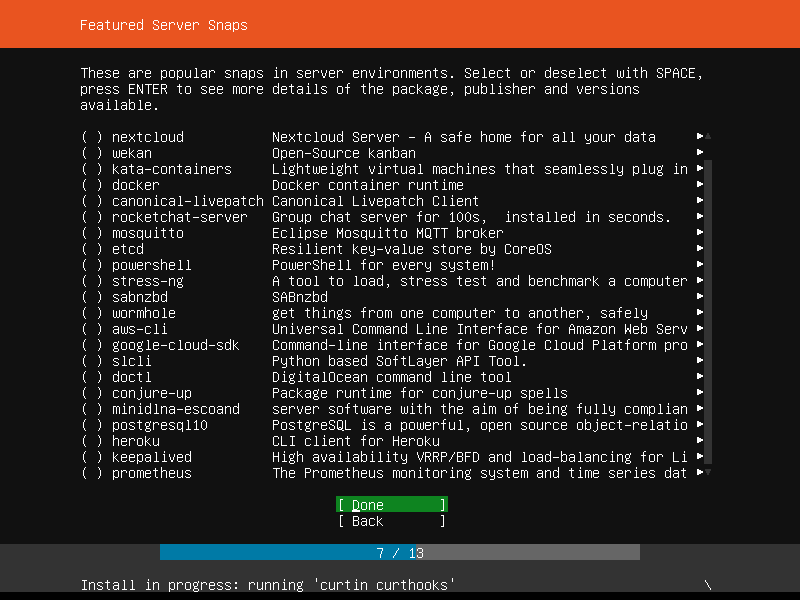 Featured Server Snaps
These are popular snaps in server environments. Select or deselect with SPACE,
press ENTER to see more details of the package, publisher and versions
available.
( ) nextcloud Nextcloud Server - A safe home for all your data ►
( ) wekan Open-Source kanban ►
( ) kata-containers Lightweight virtual machines that seamlessly plug in ►
( ) docker Docker container runtime ►
( ) canonical-livepatch Canonical Livepatch Client ►
( ) rocketchat-server Group chat server for 100s,  installed in seconds. ►
( ) mosquitto Eclipse Mosquitto MQTT broker ►
( ) etcd Resilient key-value store by CoreOS ►
( ) powershell PowerShell for every system! ►
( ) stress-ng A tool to load, stress test and benchmark a computer ►
( ) sabnzbd SABnzbd ►
( ) wormhole get things from one computer to another, safely ►
( ) aws-cli Universal Command Line Interface for Amazon Web Serv ►
( ) google-cloud-sdk Command-line interface for Google Cloud Platform pro ►
( ) slcli Python based SoftLayer API Tool. ►
( ) doctl DigitalOcean command line tool ►
( ) conjure-up Package runtime for conjure-up spells ►
( ) minidlna-escoand server software with the aim of being fully complian ►
( ) postgresql10 PostgreSQL is a powerful, open source object-relatio ►
( ) heroku CLI client for Heroku ►
( ) keepalived High availability VRRP/BFD and load-balancing for Li ►
( ) prometheus The Prometheus monitoring system and time series dat ►
[ Done ]
[ Back ]
7 / 13
Install in progress: running 'curtin curthooks' \